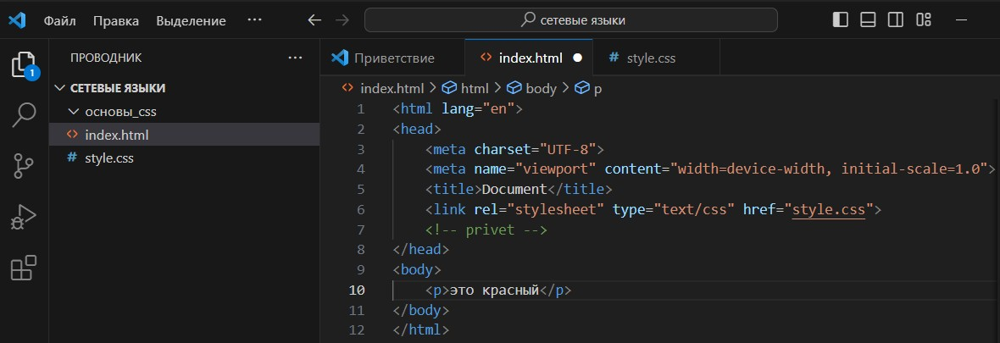 Файл Правка Выделение ··· сетевые языки
ПРОВОДНИК ···
Приветствие index.html style.css
1
index.html > html > body > p
СЕТЕВЫЕ ЯЗЫКИ
основы_css
index.html
style.css
1 <html lang="en">
2 <head>
3 <meta charset="UTF-8">
4 <meta name="viewport" content="width=device-width, initial-scale=1.0">
5 <title>Document</title>
6 <link rel="stylesheet" type="text/css" href="style.css">
7 <!-- privet -->
8 </head>
9 <body>
10 <p>это красный</p>
11 </body>
12 </html>